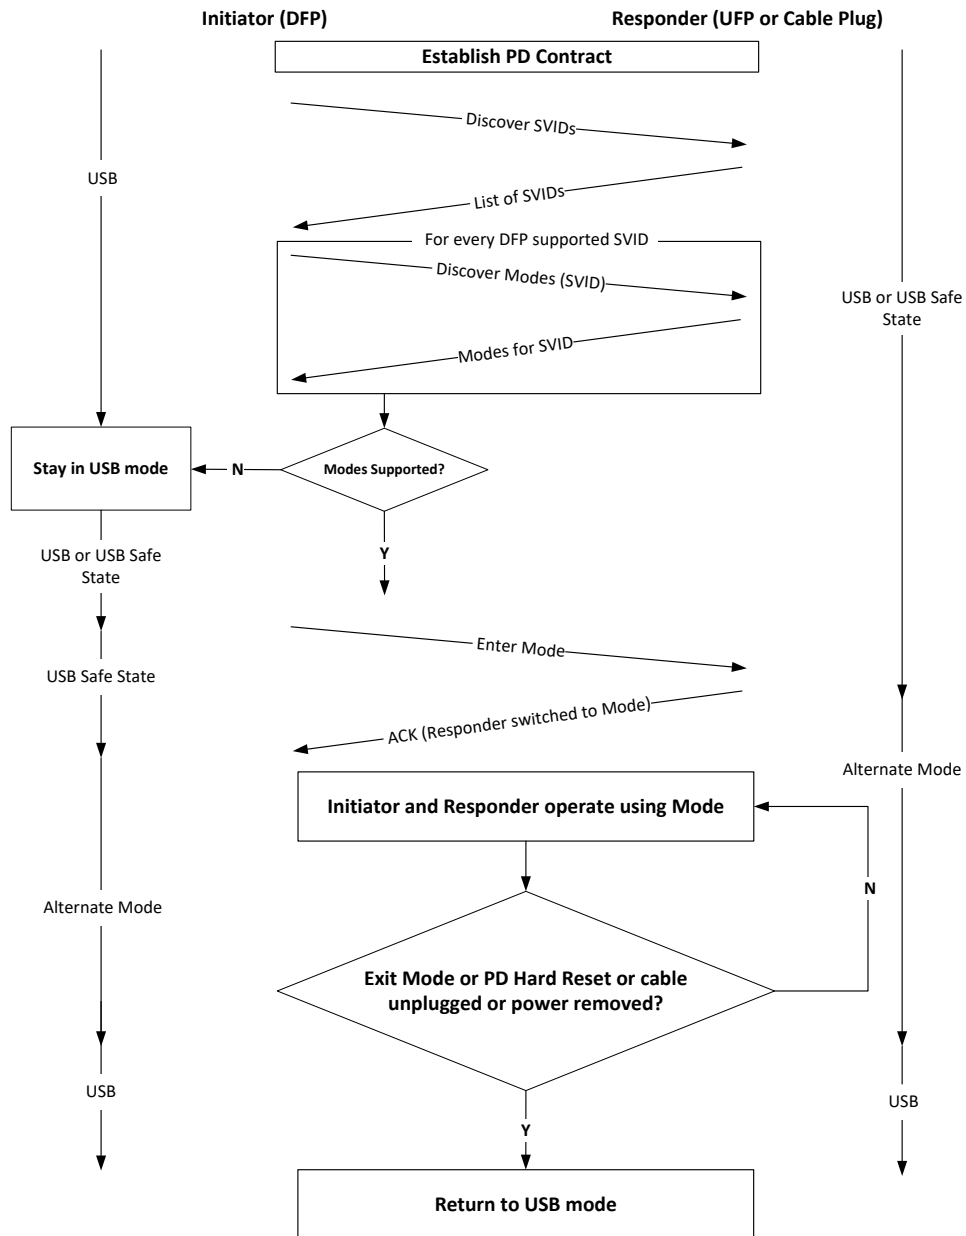 Initiator (DFP)
Responder (UFP or Cable Plug)
Establish PD Contract
Discover SVIDs
USB
List of SVIDs
For every DFP supported SVID
Discover Modes (SVID)
USB or USB Safe
State
Modes for SVID
Stay in USB mode
N
Modes Supported?
Y
USB or USB Safe
State
Enter Mode
USB Safe State
ACK (Responder switched to Mode)
Alternate Mode
Initiator and Responder operate using Mode
N
Alternate Mode
Exit Mode or PD Hard Reset or cable
unplugged or power removed?
USB
USB
Y
Return to USB mode